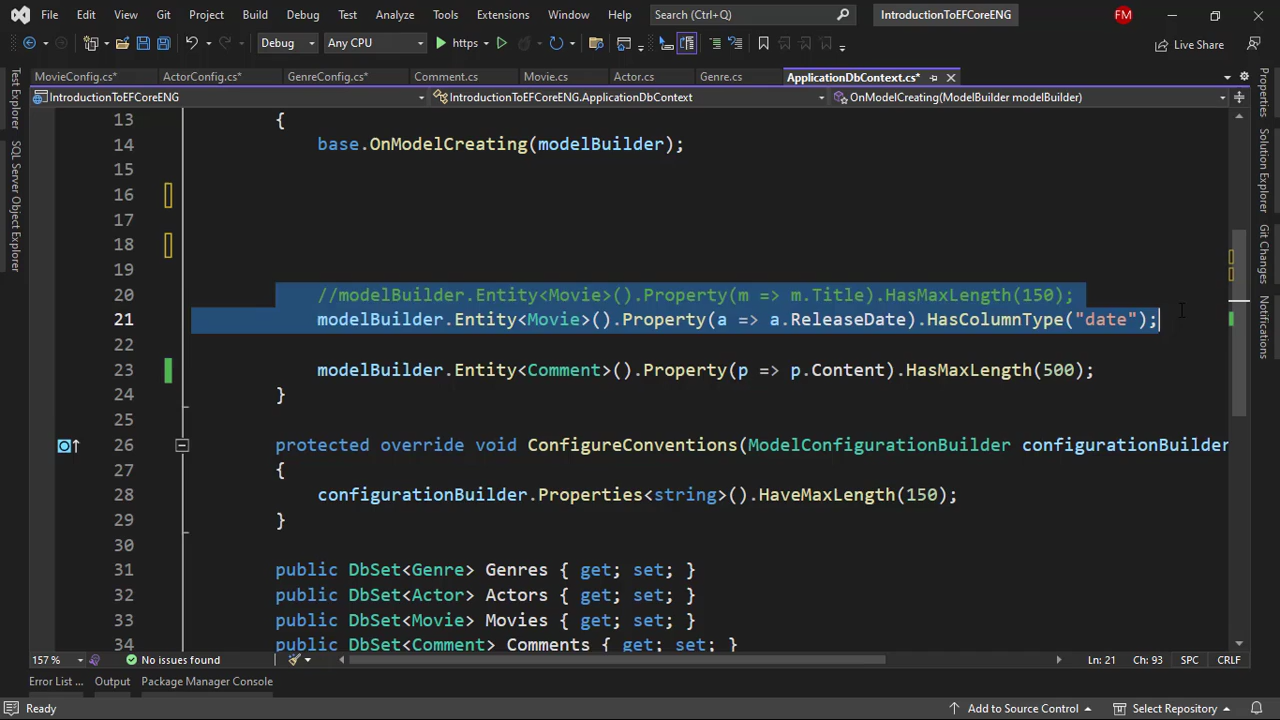 File Edit View Git Project Build Debug Test Analyze Tools Extensions Window Help Search (Ctrl+Q) IntroductionToEFCoreENG FM
Debug Any CPU https Live Share
MovieConfig.cs* ActorConfig.cs* GenreConfig.cs* Comment.cs Movie.cs Actor.cs Genre.cs ApplicationDbContext.cs*
IntroductionToEFCoreENG IntroductionToEFCoreENG.ApplicationDbContext OnModelCreating(ModelBuilder modelBuilder)
Test Explorer
SQL Server Object Explorer
13 {
14 base.OnModelCreating(modelBuilder);
15
16
17
18
19
20 //modelBuilder.Entity<Movie>().Property(m => m.Title).HasMaxLength(150);
21 modelBuilder.Entity<Movie>().Property(a => a.ReleaseDate).HasColumnType("date");
22
23 modelBuilder.Entity<Comment>().Property(p => p.Content).HasMaxLength(500);
24 }
25
26 protected override void ConfigureConventions(ModelConfigurationBuilder configurationBuilder
27 {
28 configurationBuilder.Properties<string>().HaveMaxLength(150);
29 }
30
31 public DbSet<Genre> Genres { get; set; }
32 public DbSet<Actor> Actors { get; set; }
33 public DbSet<Movie> Movies { get; set; }
34 public DbSet<Comment> Comments { get; set; }
Properties
Solution Explorer
Git Changes
Notifications
157 % No issues found Ln: 21 Ch: 93 SPC CRLF
Error List ... Output Package Manager Console
Ready Add to Source Control Select Repository